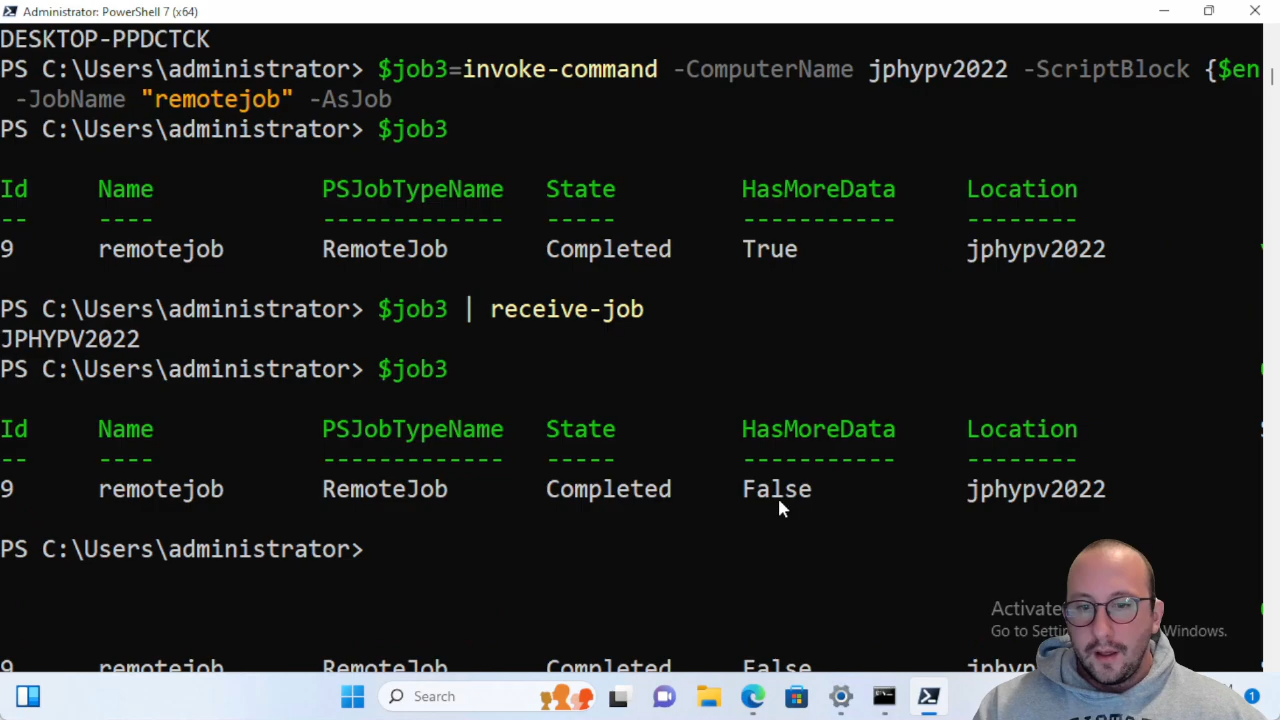 Administrator: PowerShell 7 (x64)
DESKTOP-PPDCTCK
PS C:\Users\administrator> $job3=invoke-command -ComputerName jphypv2022 -ScriptBlock {$en
-JobName "remotejob" -AsJob
PS C:\Users\administrator> $job3
Id Name PSJobTypeName State HasMoreData Location
-- ---- ------------- ----- ----------- --------
9 remotejob RemoteJob Completed True jphypv2022
PS C:\Users\administrator> $job3 | receive-job
JPHYPV2022
PS C:\Users\administrator> $job3
Id Name PSJobTypeName State HasMoreData Location
-- ---- ------------- ----- ----------- --------
9 remotejob RemoteJob Completed False jphypv2022
PS C:\Users\administrator>
Activate
Go to Windows.
9 remotejob RemoteJob Completed False
Search
1